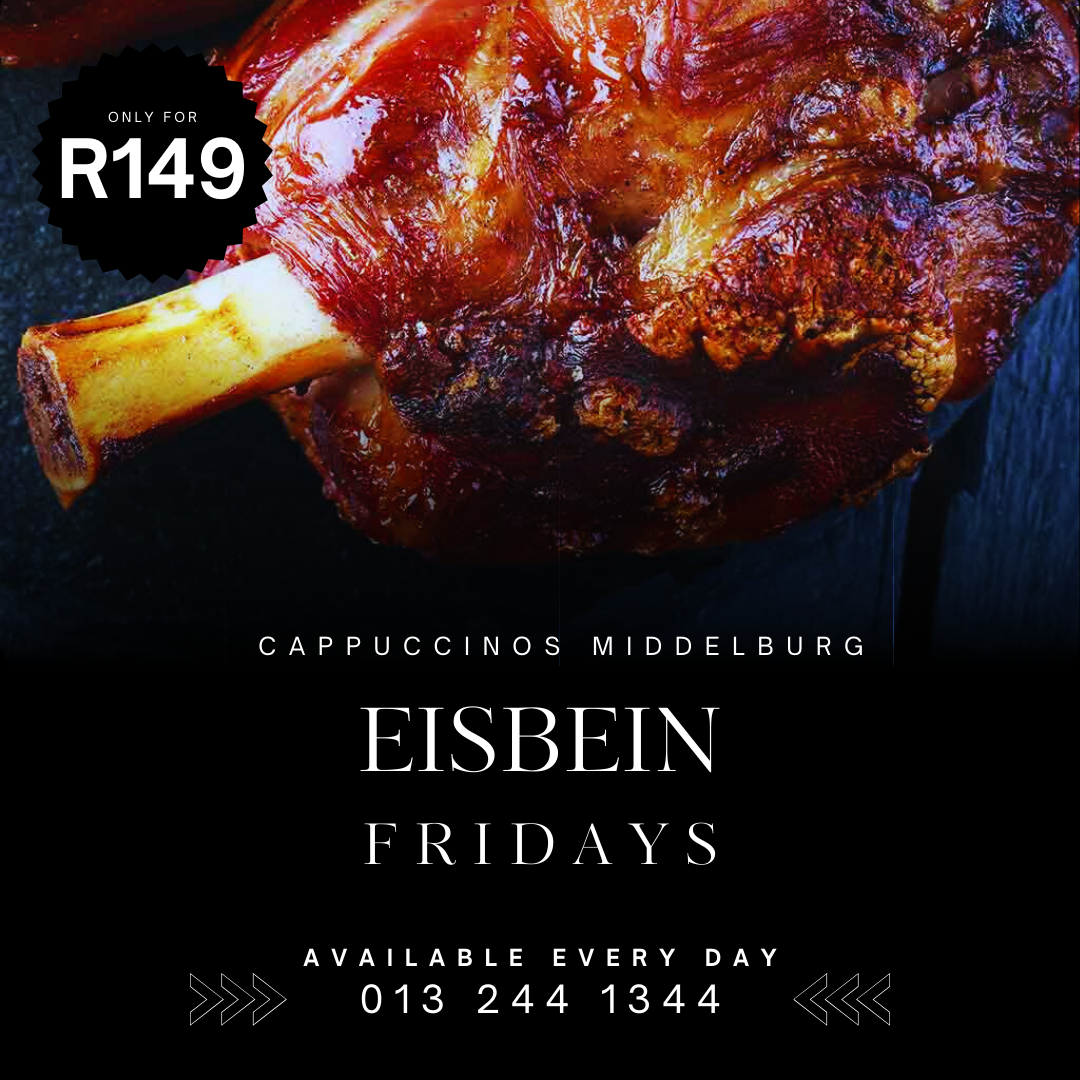 ONLY FOR
R149
CAPPUCCINOS MIDDELBURG
EISBEIN
FRIDAYS
AVAILABLE EVERY DAY
013 244 1344